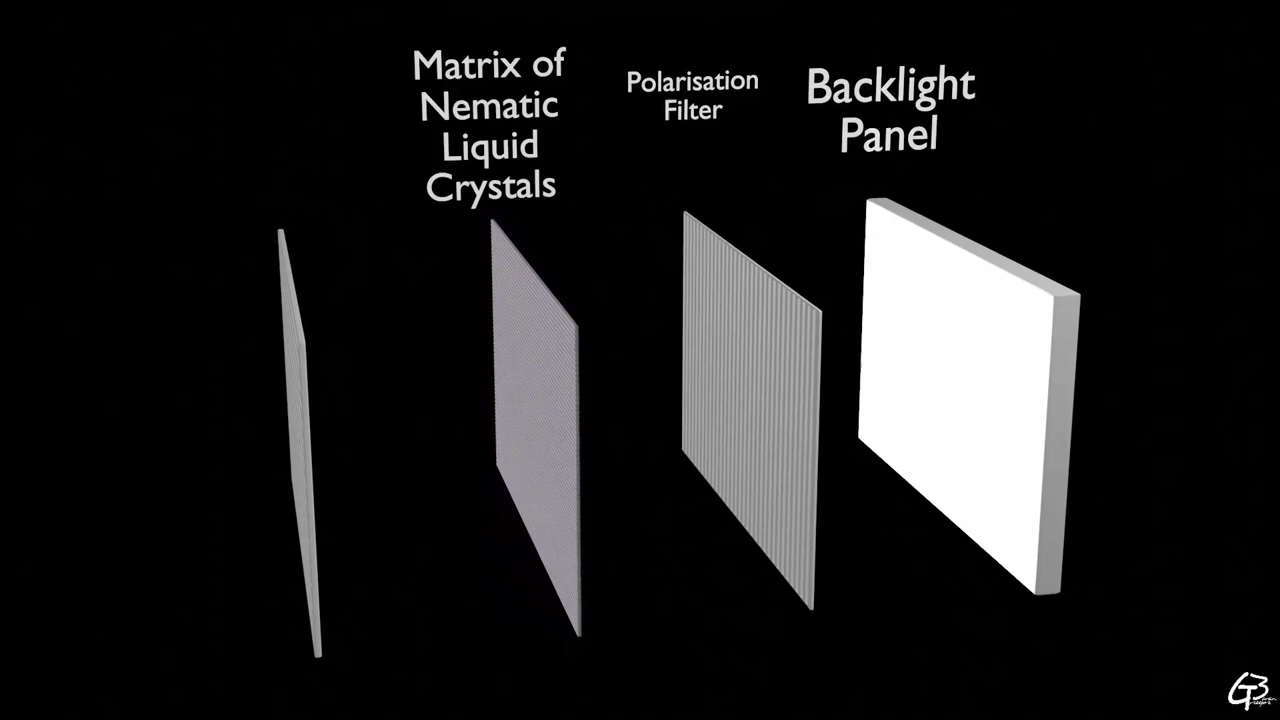 Matrix of
Nematic
Liquid
Crystals
Polarisation
Filter
Backlight
Panel